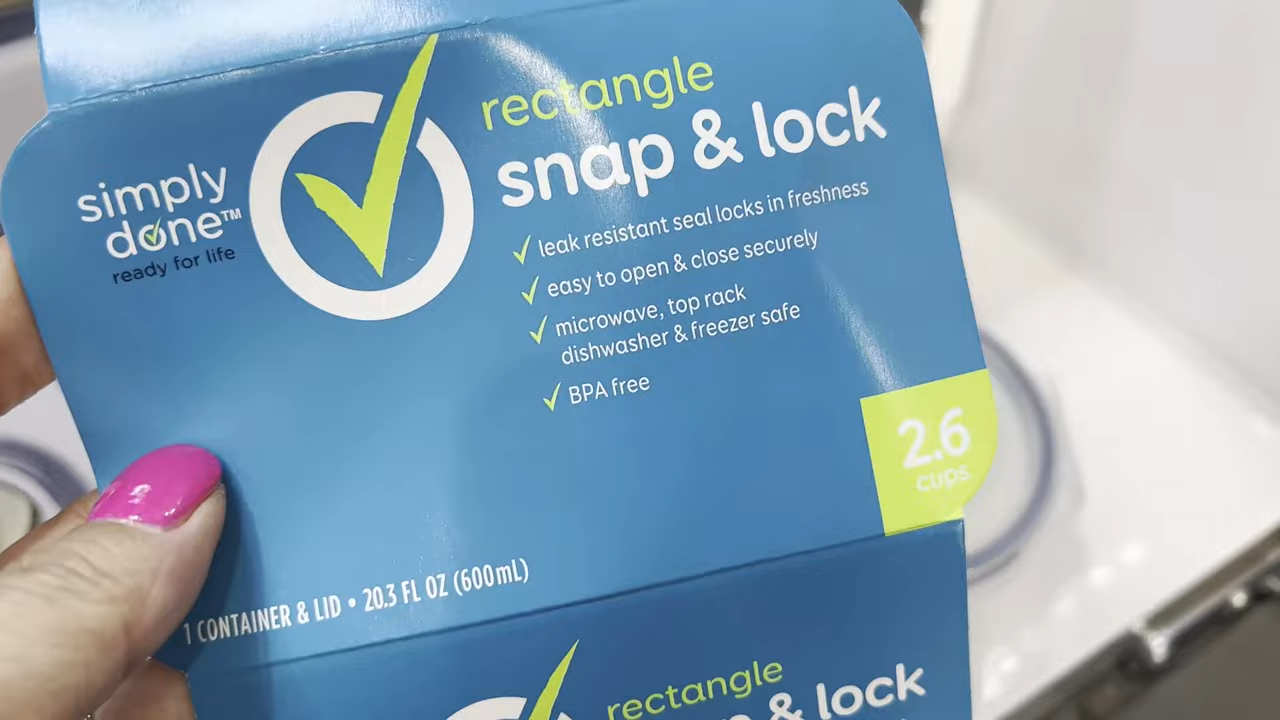 simply
done™
ready for life
rectangle
snap & lock
leak resistant seal locks in freshness
easy to open & close securely
microwave, top rack
dishwasher & freezer safe
BPA free
2.6
cups
1 CONTAINER & LID • 20.3 FL OZ (600mL)
rectangle
& lock